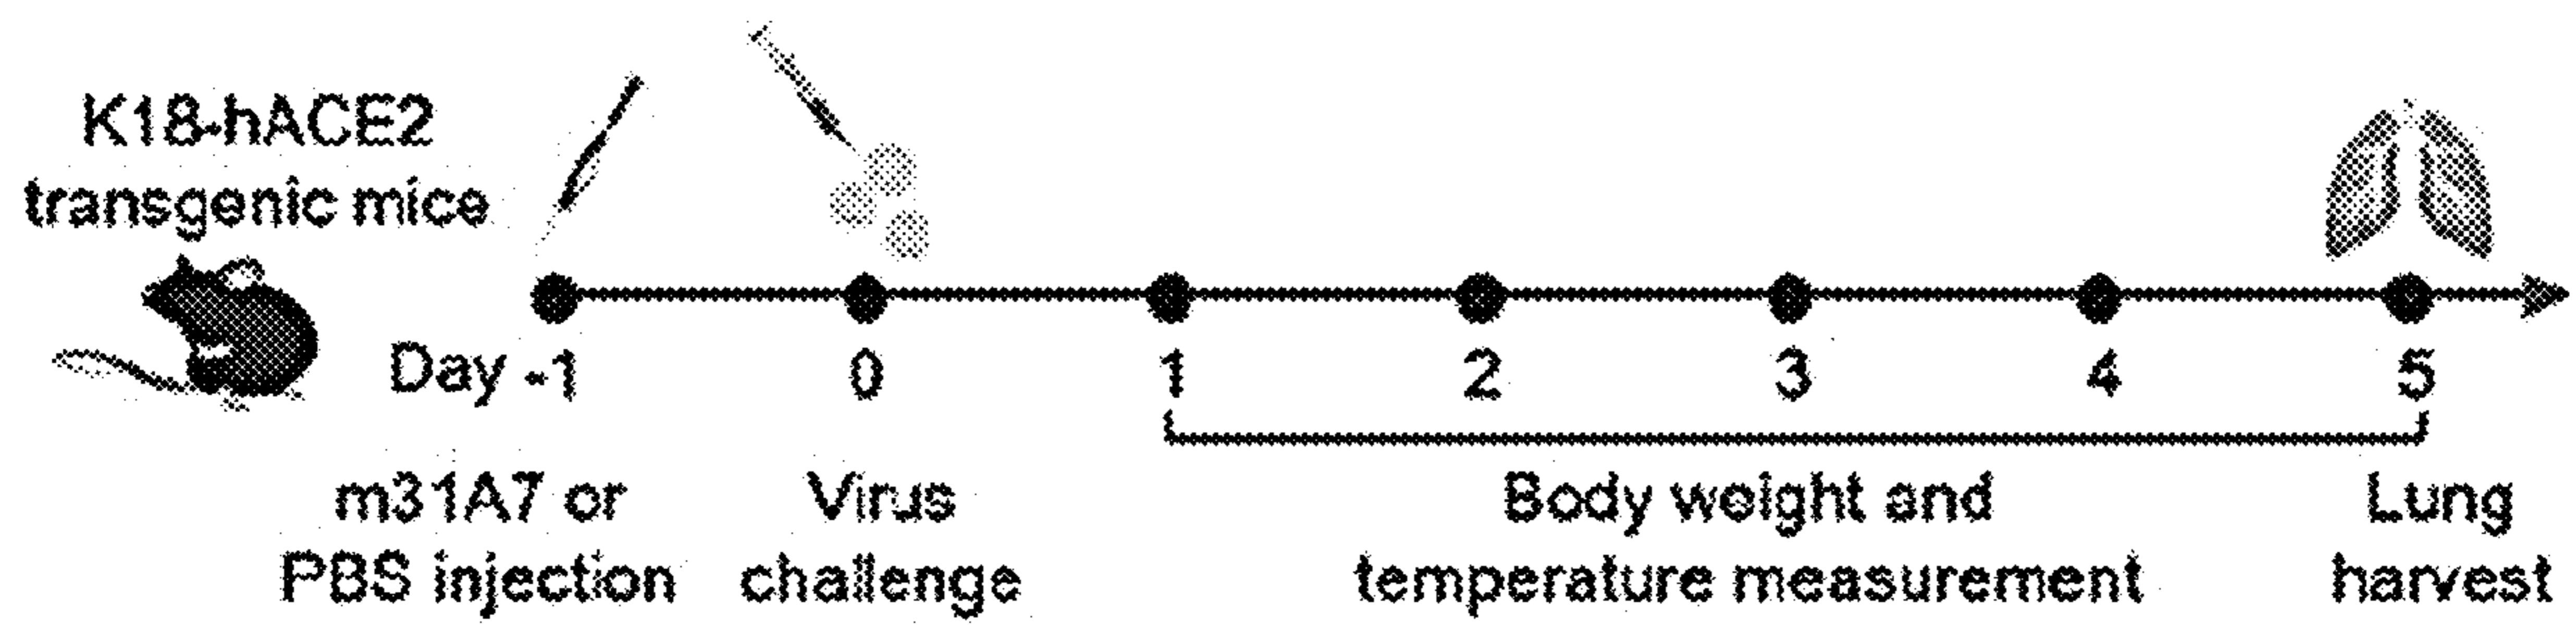 K18-hACE2
transgenic mice
Day -1 0 1 2 3 4 5
m31A7 or
PBS injection
Virus
challenge
Body weight and
temperature measurement
Lung
harvest